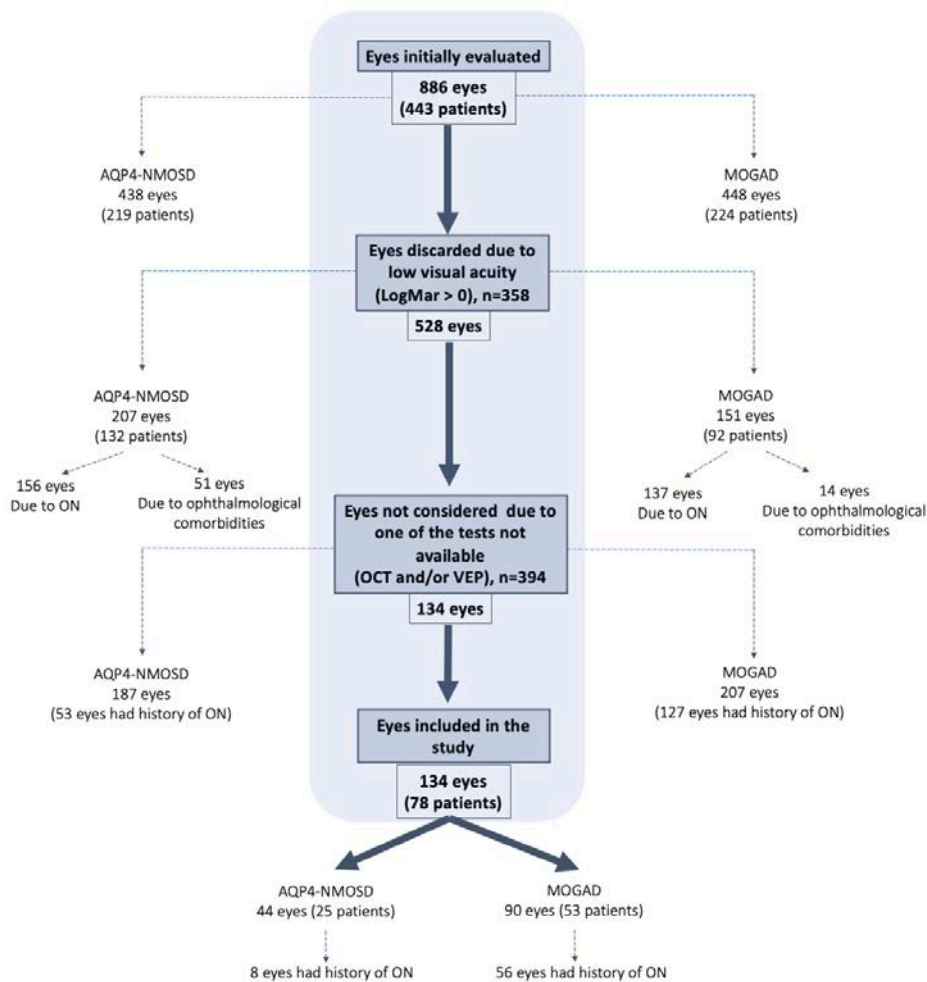 Eyes initially evaluated
886 eyes
(443 patients)
AQP4-NMOSD
438 eyes
(219 patients)
MOGAD
448 eyes
(224 patients)
Eyes discarded due to
low visual acuity
(LogMar > 0), n=358
528 eyes
AQP4-NMOSD
207 eyes
(132 patients)
156 eyes
Due to ON
51 eyes
Due to ophthalmological
comorbidities
MOGAD
151 eyes
(92 patients)
137 eyes
Due to ON
14 eyes
Due to ophthalmological
comorbidities
Eyes not considered due to
one of the tests not
available
(OCT and/or VEP), n=394
134 eyes
AQP4-NMOSD
187 eyes
(53 eyes had history of ON)
MOGAD
207 eyes
(127 eyes had history of ON)
Eyes included in the
study
134 eyes
(78 patients)
AQP4-NMOSD
44 eyes (25 patients)
8 eyes had history of ON
MOGAD
90 eyes (53 patients)
56 eyes had history of ON